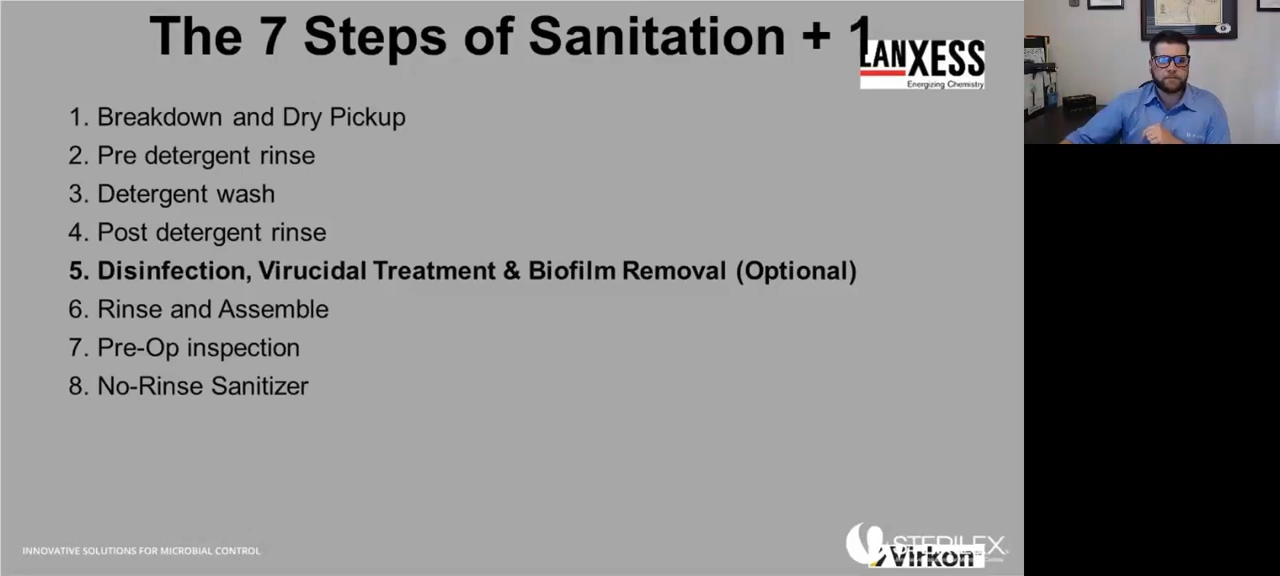 The 7 Steps of Sanitation + 1
LANXESS
Energizing Chemistry
1. Breakdown and Dry Pickup
2. Pre detergent rinse
3. Detergent wash
4. Post detergent rinse
5. Disinfection, Virucidal Treatment & Biofilm Removal (Optional)
6. Rinse and Assemble
7. Pre-Op inspection
8. No-Rinse Sanitizer
INNOVATIVE SOLUTIONS FOR MICROBIAL CONTROL
STERILEX
Virkon